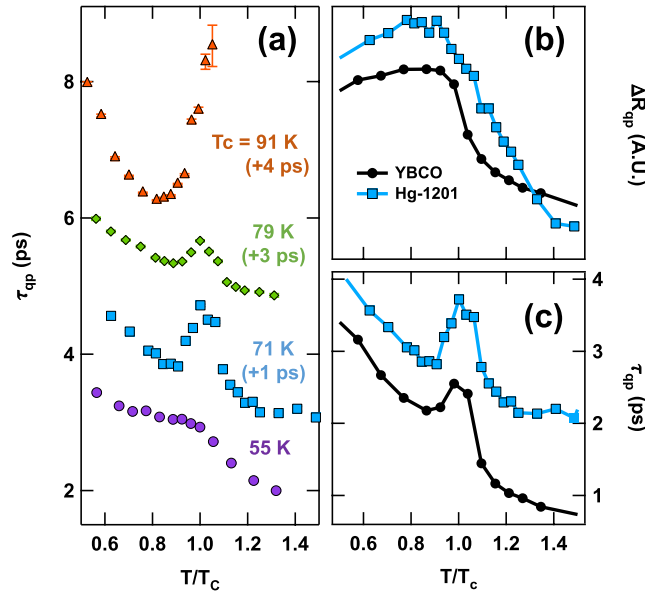 (a)
8
6
4
2
τqp (ps)
Tc = 91 K
(+4 ps)
79 K
(+3 ps)
71 K
(+1 ps)
55 K
0.6 0.8 1.0 1.2 1.4
T/TC
(b)
YBCO
Hg-1201
ΔRqp (A.U.)
(c)
4
3
2
1
τqp (ps)
0.6 0.8 1.0 1.2 1.4
T/TC